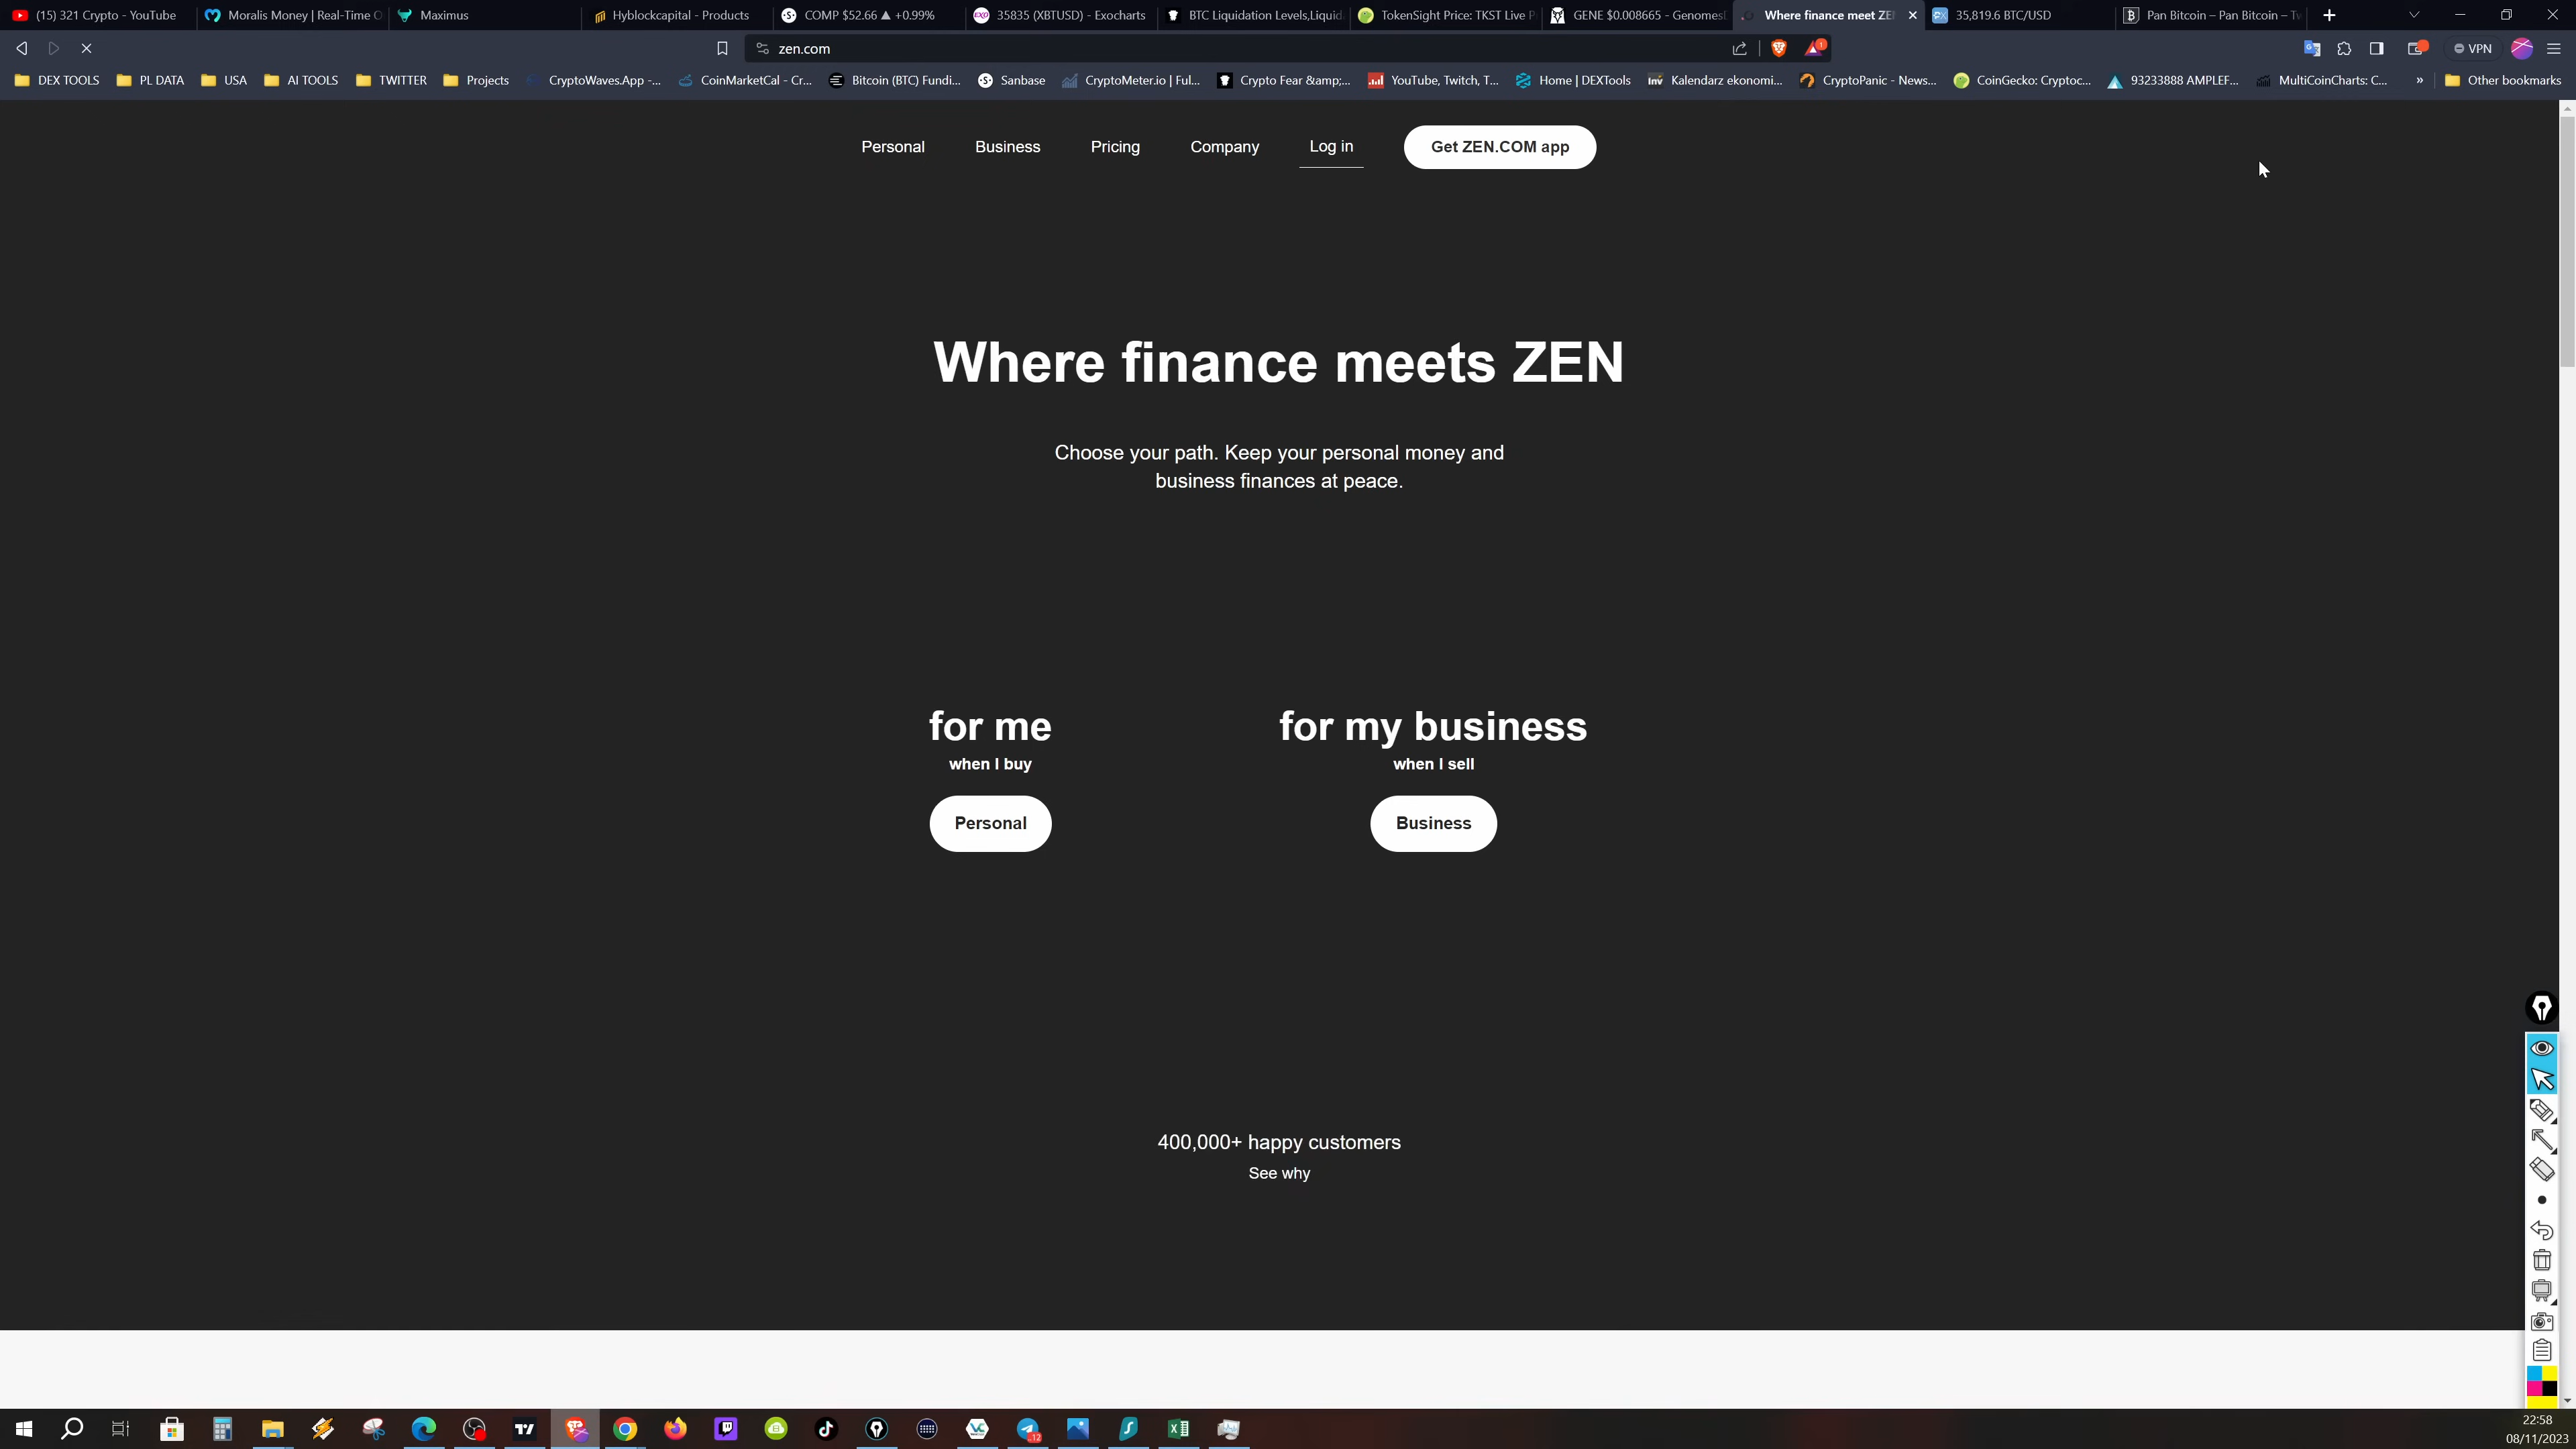 (15) 321 Crypto - YouTube
Moralis Money | Real-Time O
Maximus
Hyblockcapital - Products
COMP $52.66 ▲ +0.99%
35835 (XBTUSD) - Exocharts
BTC Liquidation Levels,Liquid
TokenSight Price: TKST Live P
GENE $0.008665 - Genomes
Where finance meet ZEN
35,819.6 BTC/USD
Pan Bitcoin – Pan Bitcoin – Tw
zen.com
1
VPN
DEX TOOLS
PL DATA
USA
AI TOOLS
TWITTER
Projects
CryptoWaves.App -...
CoinMarketCal - Cr...
Bitcoin (BTC) Fundi...
Sanbase
CryptoMeter.io | Ful...
Crypto Fear &amp;...
YouTube, Twitch, T...
Home | DEXTools
Kalendarz ekonomi...
CryptoPanic - News...
CoinGecko: Cryptoc...
93233888 AMPLEF...
MultiCoinCharts: C...
»
Other bookmarks
Personal
Business
Pricing
Company
Log in
Get ZEN.COM app
Where finance meets ZEN
Choose your path. Keep your personal money and
business finances at peace.
for me
when I buy
Personal
for my business
when I sell
Business
400,000+ happy customers
See why
12
22:58
08/11/2023